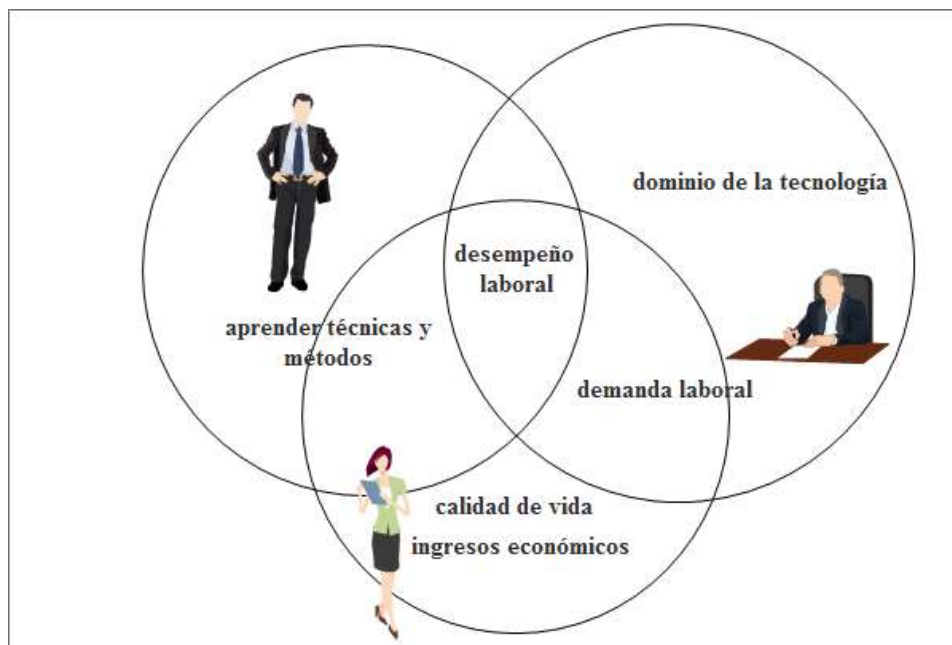 dominio de la tecnología
desempeño
laboral
aprender técnicas y
métodos
demanda laboral
calidad de vida
ingresos económicos